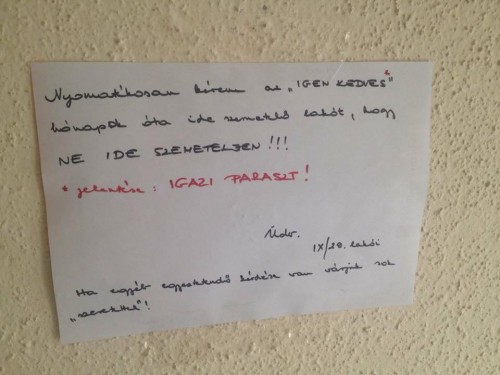 Nyomatékosan kérem az „IGEN KEDVES"*
hónapok óta ide szemetelő lakót, hogy
NE IDE SZEMETELJEN!!!
* jelentése: IGAZI PARASZT!
Üdv.
IX/20. lakói
Ha egyéb egyeztetendő kérdése van várjuk sok
„szeretettel"!